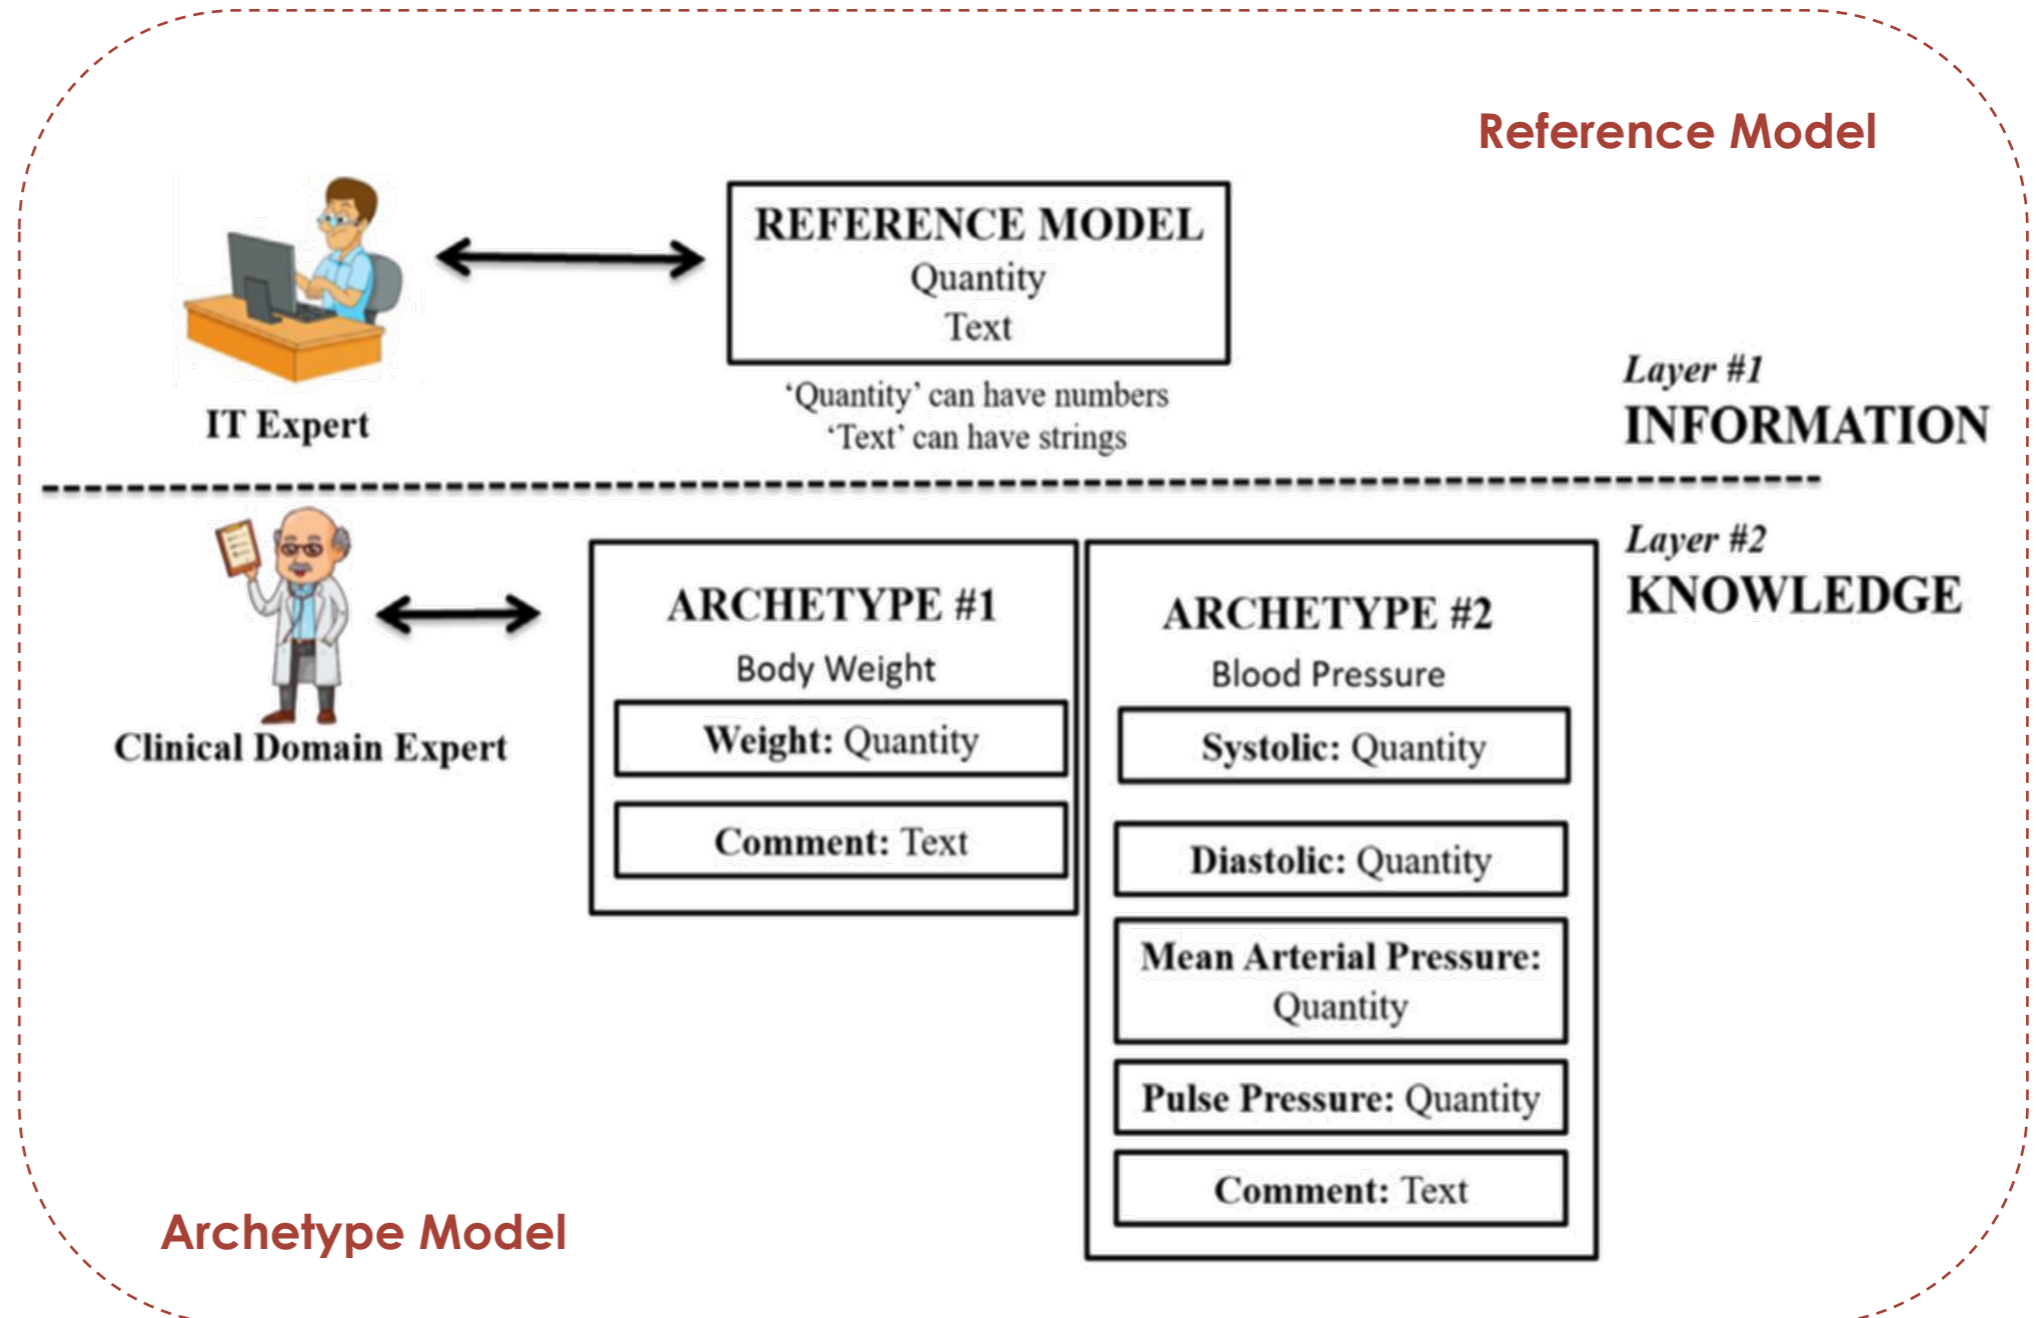 Reference Model
REFERENCE MODEL
Quantity
Text
‘Quantity’ can have numbers
‘Text’ can have strings
IT Expert
Layer #1
INFORMATION
Layer #2
KNOWLEDGE
Clinical Domain Expert
ARCHETYPE #1
Body Weight
Weight: Quantity
Comment: Text
ARCHETYPE #2
Blood Pressure
Systolic: Quantity
Diastolic: Quantity
Mean Arterial Pressure:
Quantity
Pulse Pressure: Quantity
Comment: Text
Archetype Model